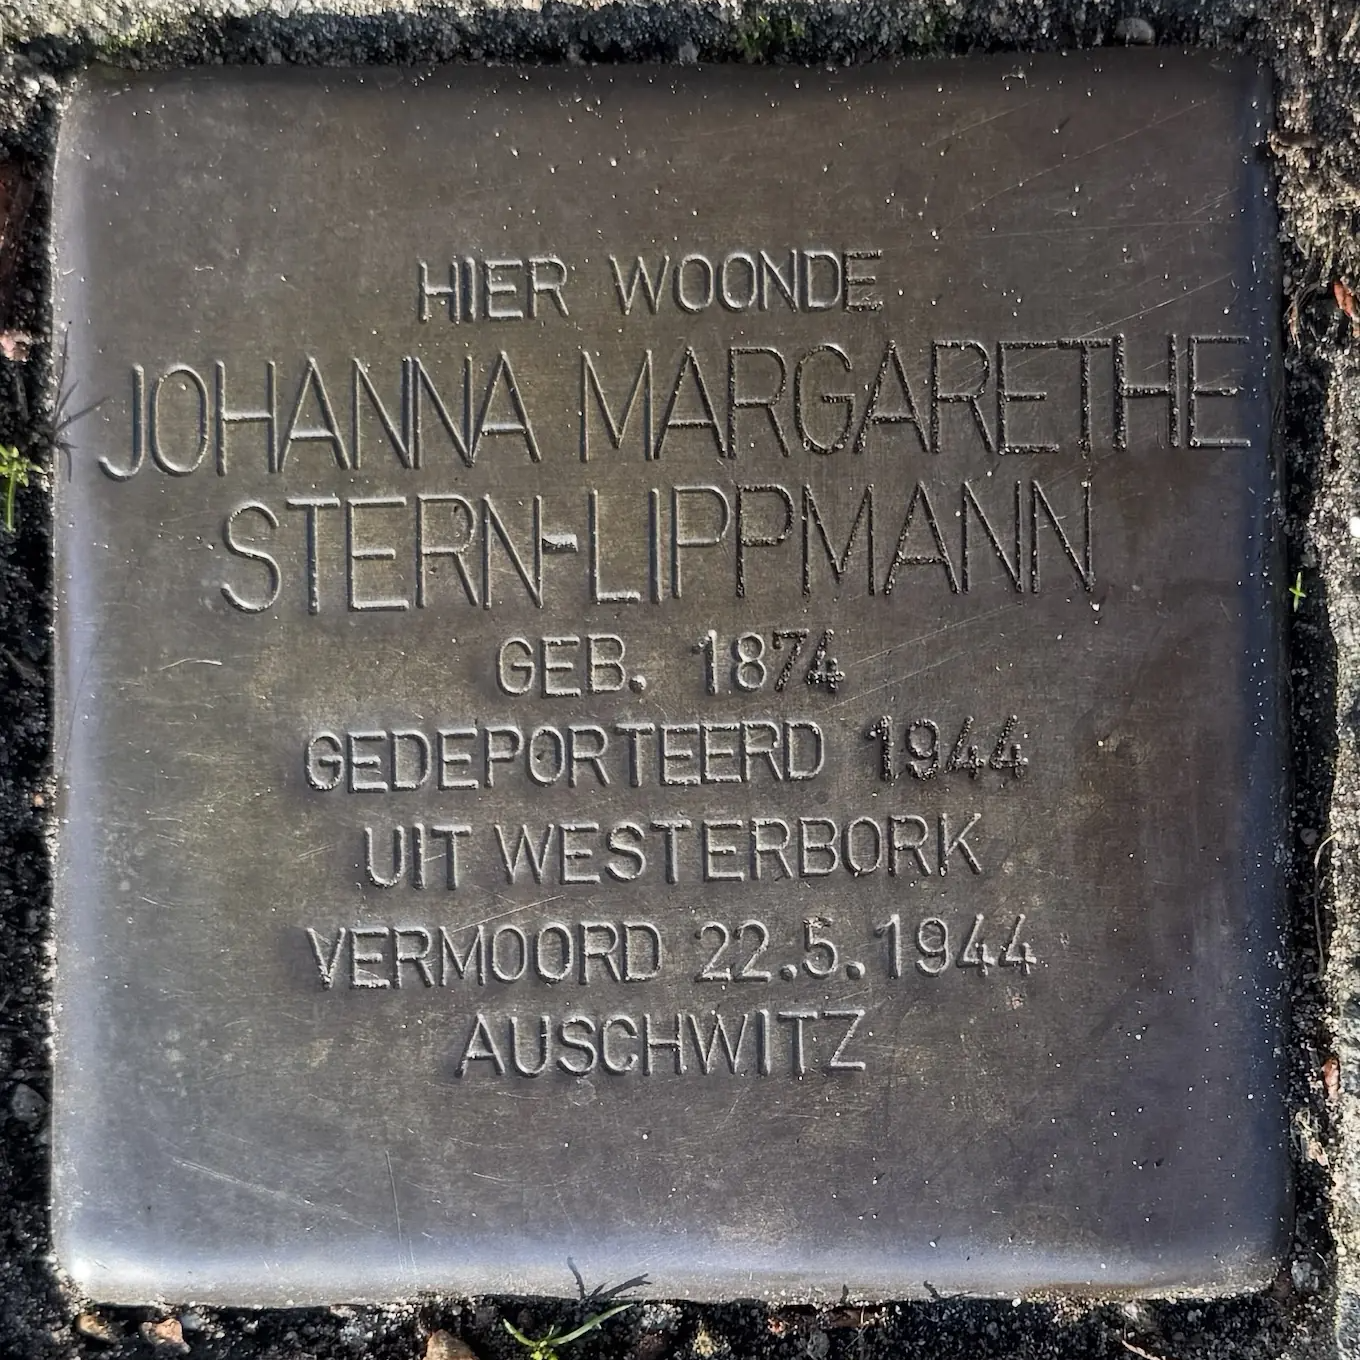 HIER WOONDE
JOHANNA MARGARETHE
STERN-LIPPMANN
GEB. 1874
GEDEPORTEERD 1944
UIT WESTERBORK
VERMOORD 22.5.1944
AUSCHWITZ